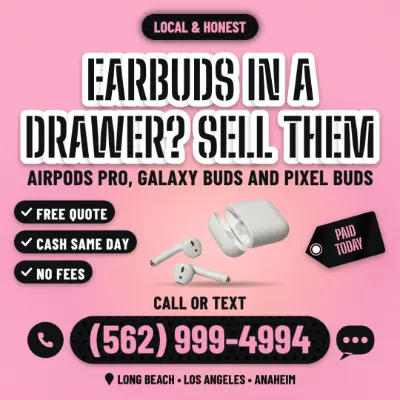 LOCAL & HONEST
EARBUDS IN A
DRAWER? SELL THEM
AIRPODS PRO, GALAXY BUDS AND PIXEL BUDS
FREE QUOTE
CASH SAME DAY
NO FEES
PAID
TODAY
CALL OR TEXT
(562) 999-4994
LONG BEACH • LOS ANGELES • ANAHEIM